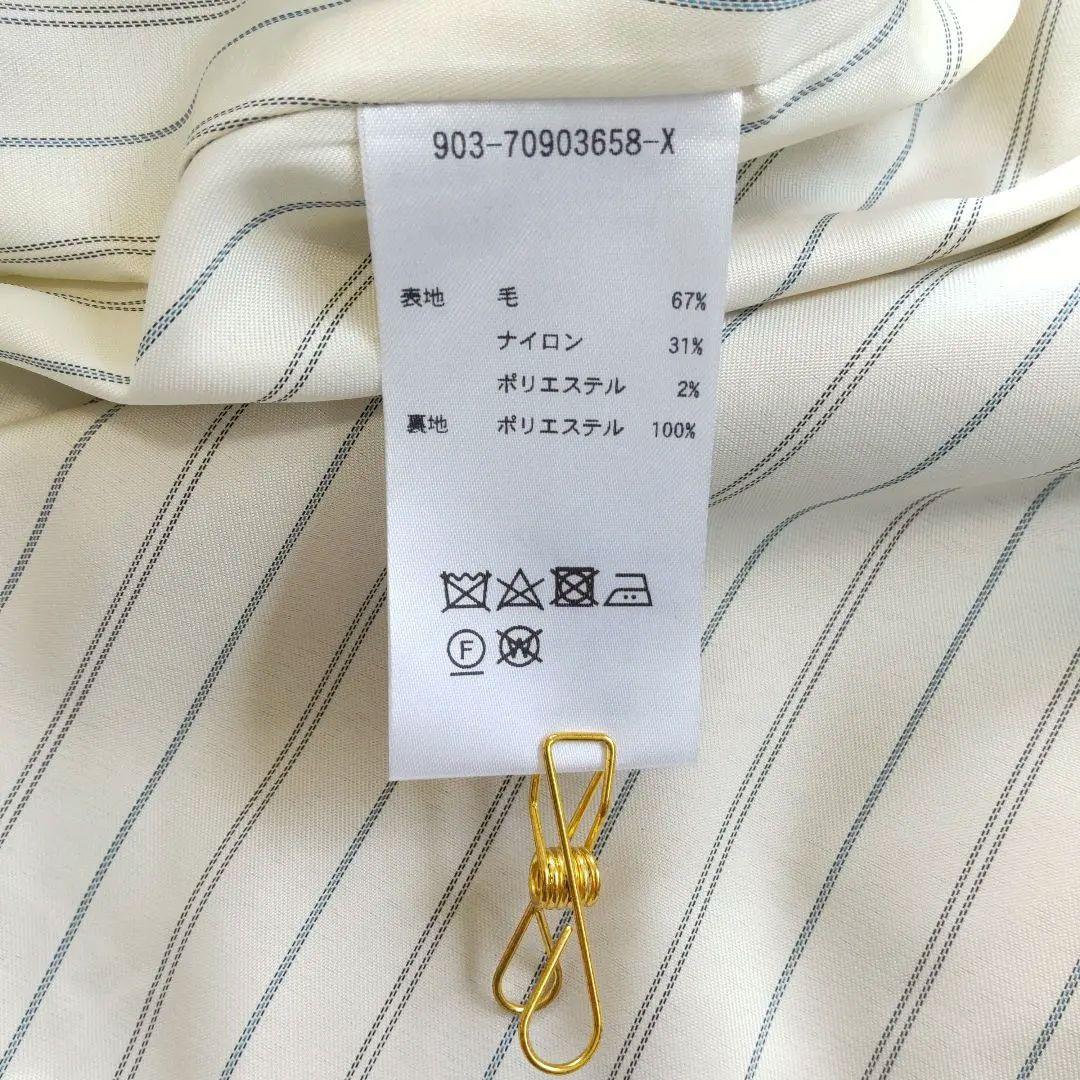 903-70903658-X
表地 毛 67%
ナイロン 31%
ポリエステル 2%
裏地 ポリエステル 100%
F W